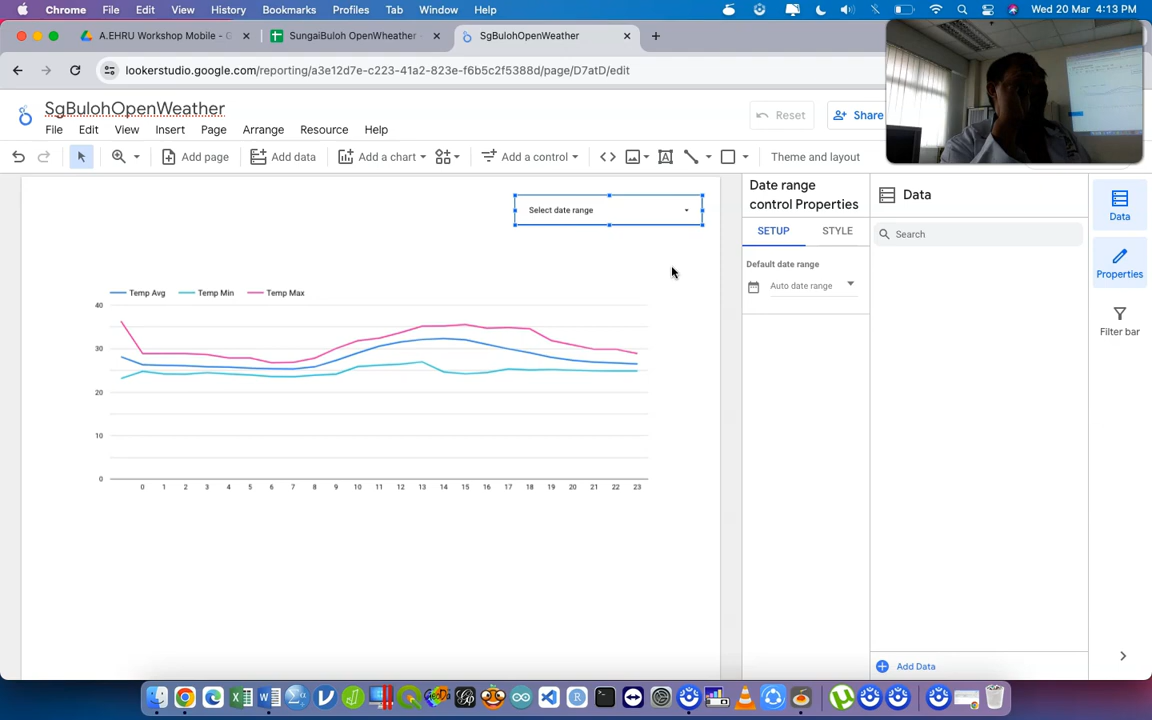 Chrome File Edit View History Bookmarks Profiles Tab Window Help Wed 20 Mar 4:13 PM
A.EHRU Workshop Mobile - G
SungaiBuloh OpenWheather -
SgBulohOpenWeather
lookerstudio.google.com/reporting/a3e12d7e-c223-41a2-823e-f6b5c2f5388d/page/D7atD/edit
SgBulohOpenWeather
Reset
Share
File Edit View Insert Page Arrange Resource Help
Add page Add data Add a chart Add a control Theme and layout
Select date range
Date range
control Properties
SETUP STYLE
Default date range
Auto date range
Data
Search
Add Data
Data
Properties
Filter bar
Temp Avg Temp Min Temp Max
40
30
20
10
0
0 1 2 3 4 5 6 7 8 9 10 11 12 13 14 15 16 17 18 19 20 21 22 23